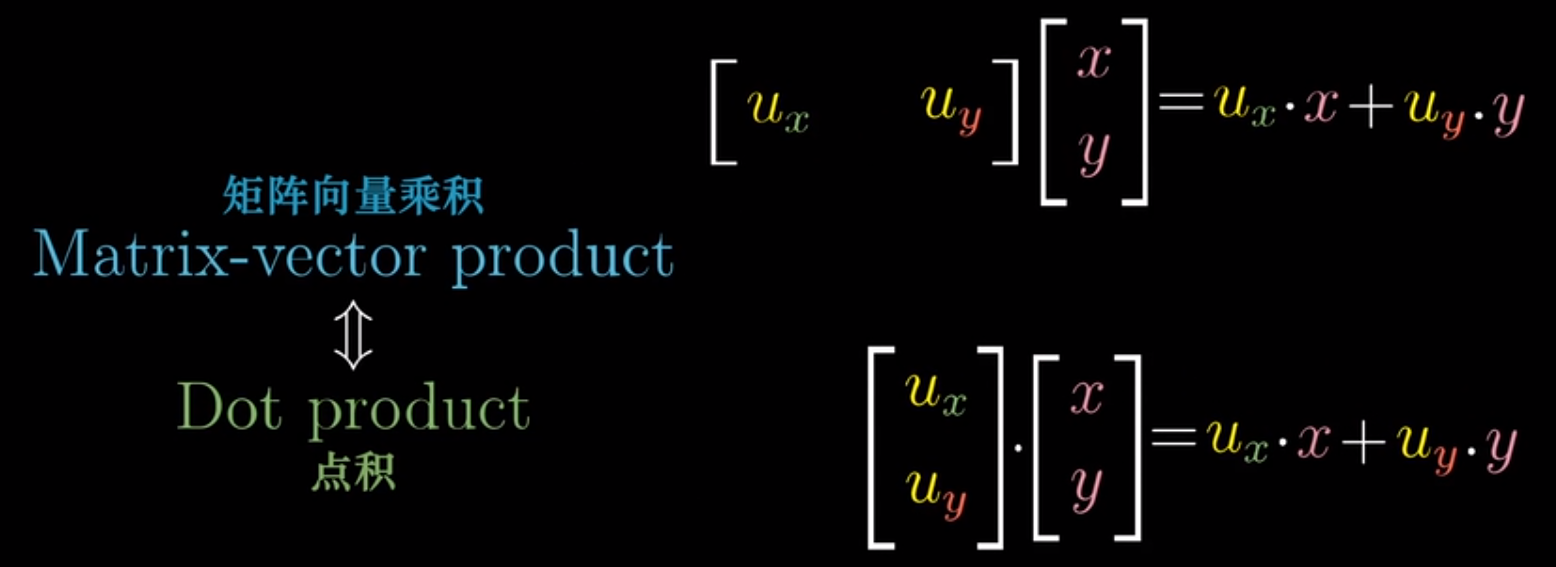 [ u_x u_y ] [ x y ] = u_x · x + u_y · y
矩阵向量乘积
Matrix-vector product
⇕
Dot product
点积
[ u_x u_y ] · [ x y ] = u_x · x + u_y · y